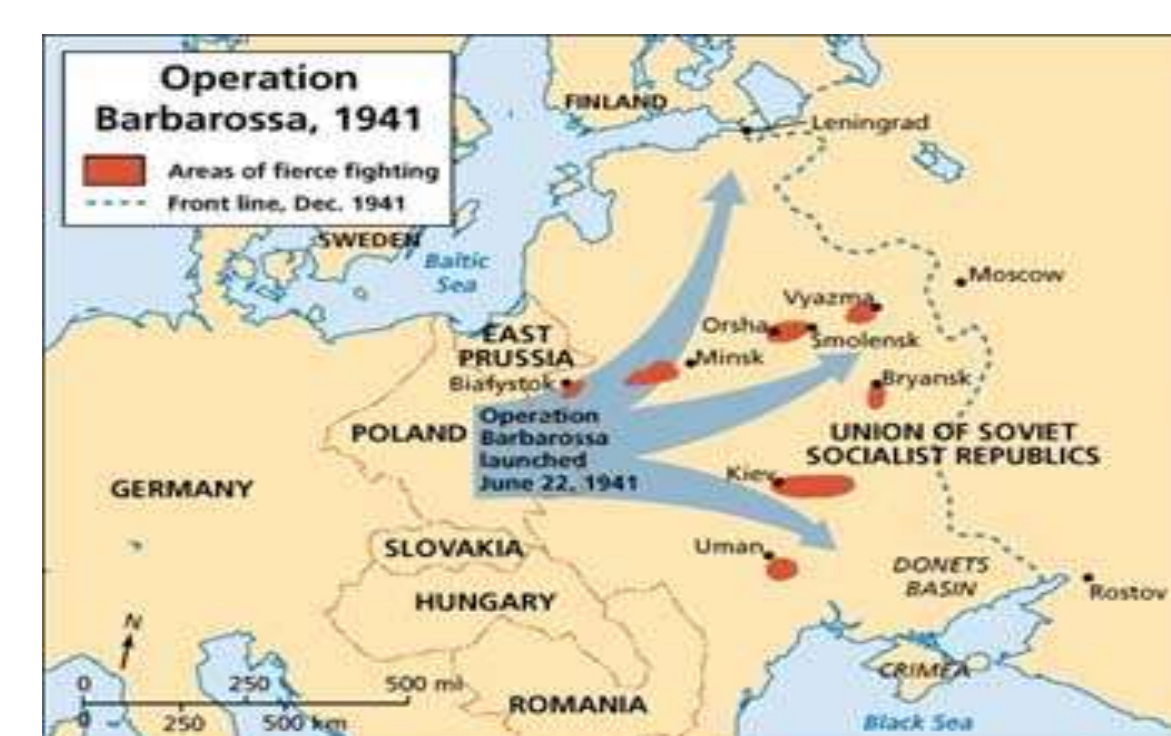 Operation
Barbarossa, 1941
Areas of fierce fighting
Front line, Dec. 1941
FINLAND
Leningrad
SWEDEN
Baltic
Sea
Moscow
Vyazma
Orsha
Smolensk
EAST
PRUSSIA
Minsk
Białystok
Bryansk
Operation
Barbarossa
launched
June 22, 1941
POLAND
UNION OF SOVIET
SOCIALIST REPUBLICS
Kiev
GERMANY
SLOVAKIA
Uman
DONETS
BASIN
Rostov
HUNGARY
N
CRIMEA
0 250 500 mi
0 250 500 km
ROMANIA
Black Sea